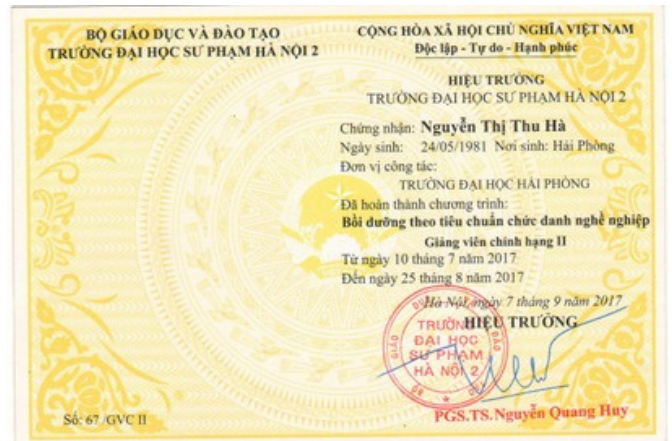 BỘ GIÁO DỤC VÀ ĐÀO TẠO
TRƯỜNG ĐẠI HỌC SƯ PHẠM HÀ NỘI 2
CỘNG HÒA XÃ HỘI CHỦ NGHĨA VIỆT NAM
Độc lập - Tự do - Hạnh phúc
HIỆU TRƯỞNG
TRƯỜNG ĐẠI HỌC SƯ PHẠM HÀ NỘI 2
Chứng nhận: Nguyễn Thị Thu Hà
Ngày sinh: 24/05/1981 Nơi sinh: Hải Phòng
Đơn vị công tác:
TRƯỜNG ĐẠI HỌC HẢI PHÒNG
Đã hoàn thành chương trình:
Bồi dưỡng theo tiêu chuẩn chức danh nghề nghiệp
Giảng viên chính hạng II
Từ ngày 10 tháng 7 năm 2017
Đến ngày 25 tháng 8 năm 2017
Hà Nội, ngày 7 tháng 9 năm 2017
HIỆU TRƯỞNG
TRƯỜNG
ĐẠI HỌC
SƯ PHẠM
HÀ NỘI 2
PGS.TS. Nguyễn Quang Huy
Số: 67 /GVC II